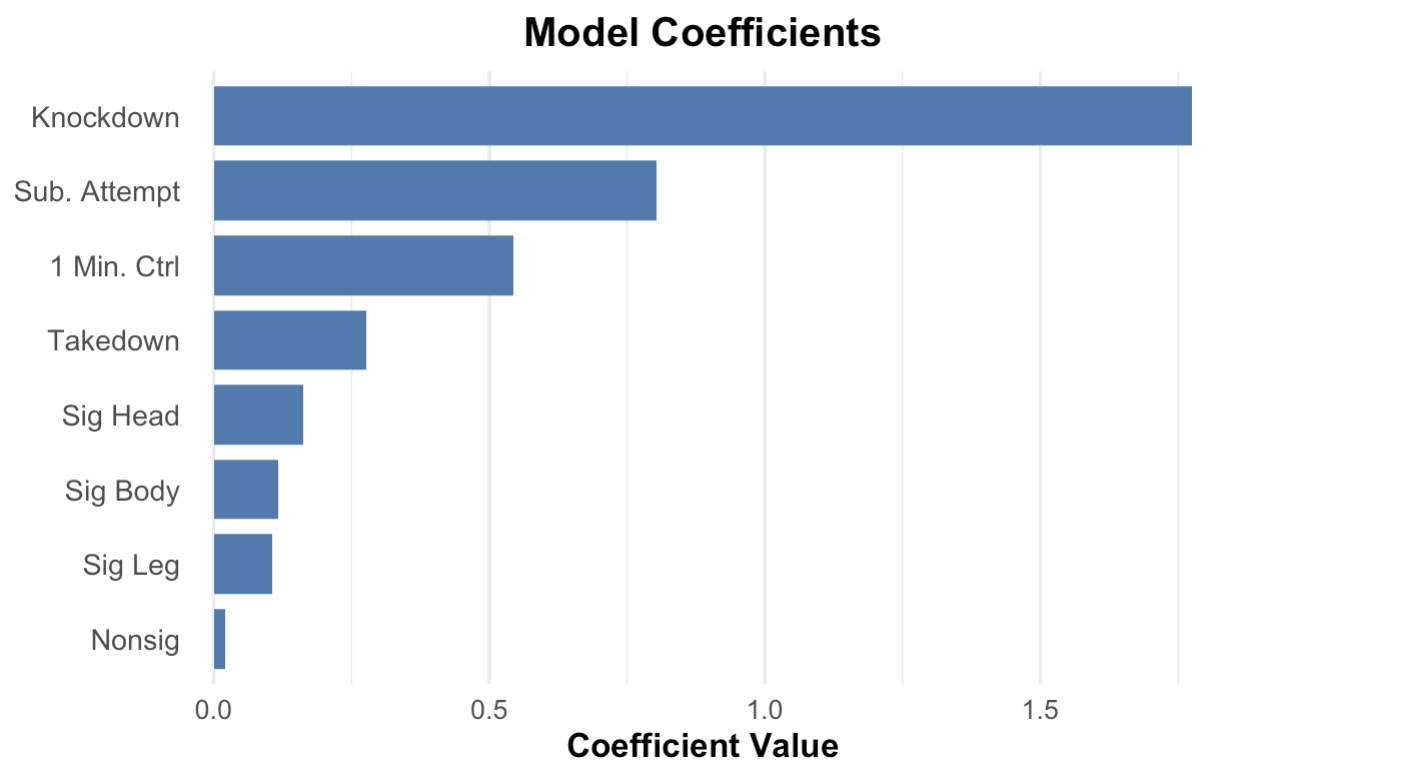 Model Coefficients
Knockdown
Sub. Attempt
1 Min. Ctrl
Takedown
Sig Head
Sig Body
Sig Leg
Nonsig
0.0 0.5 1.0 1.5
Coefficient Value